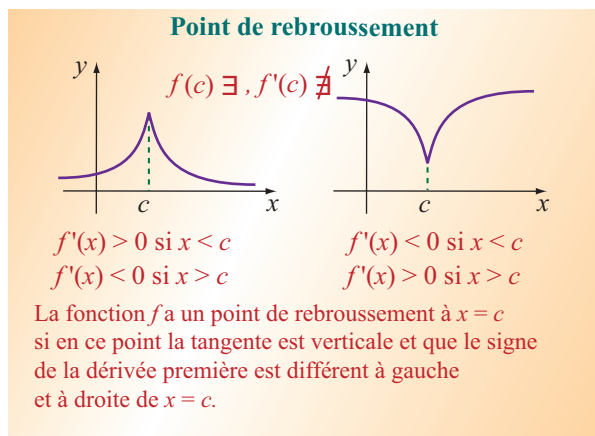 Point de rebroussement
y
f(c) ∃ , f'(c) ∄
y
c
x
c
x
f'(x) > 0 si x < c
f'(x) < 0 si x > c
f'(x) < 0 si x < c
f'(x) > 0 si x > c
La fonction f a un point de rebroussement à x = c
si en ce point la tangente est verticale et que le signe
de la dérivée première est différent à gauche
et à droite de x = c.